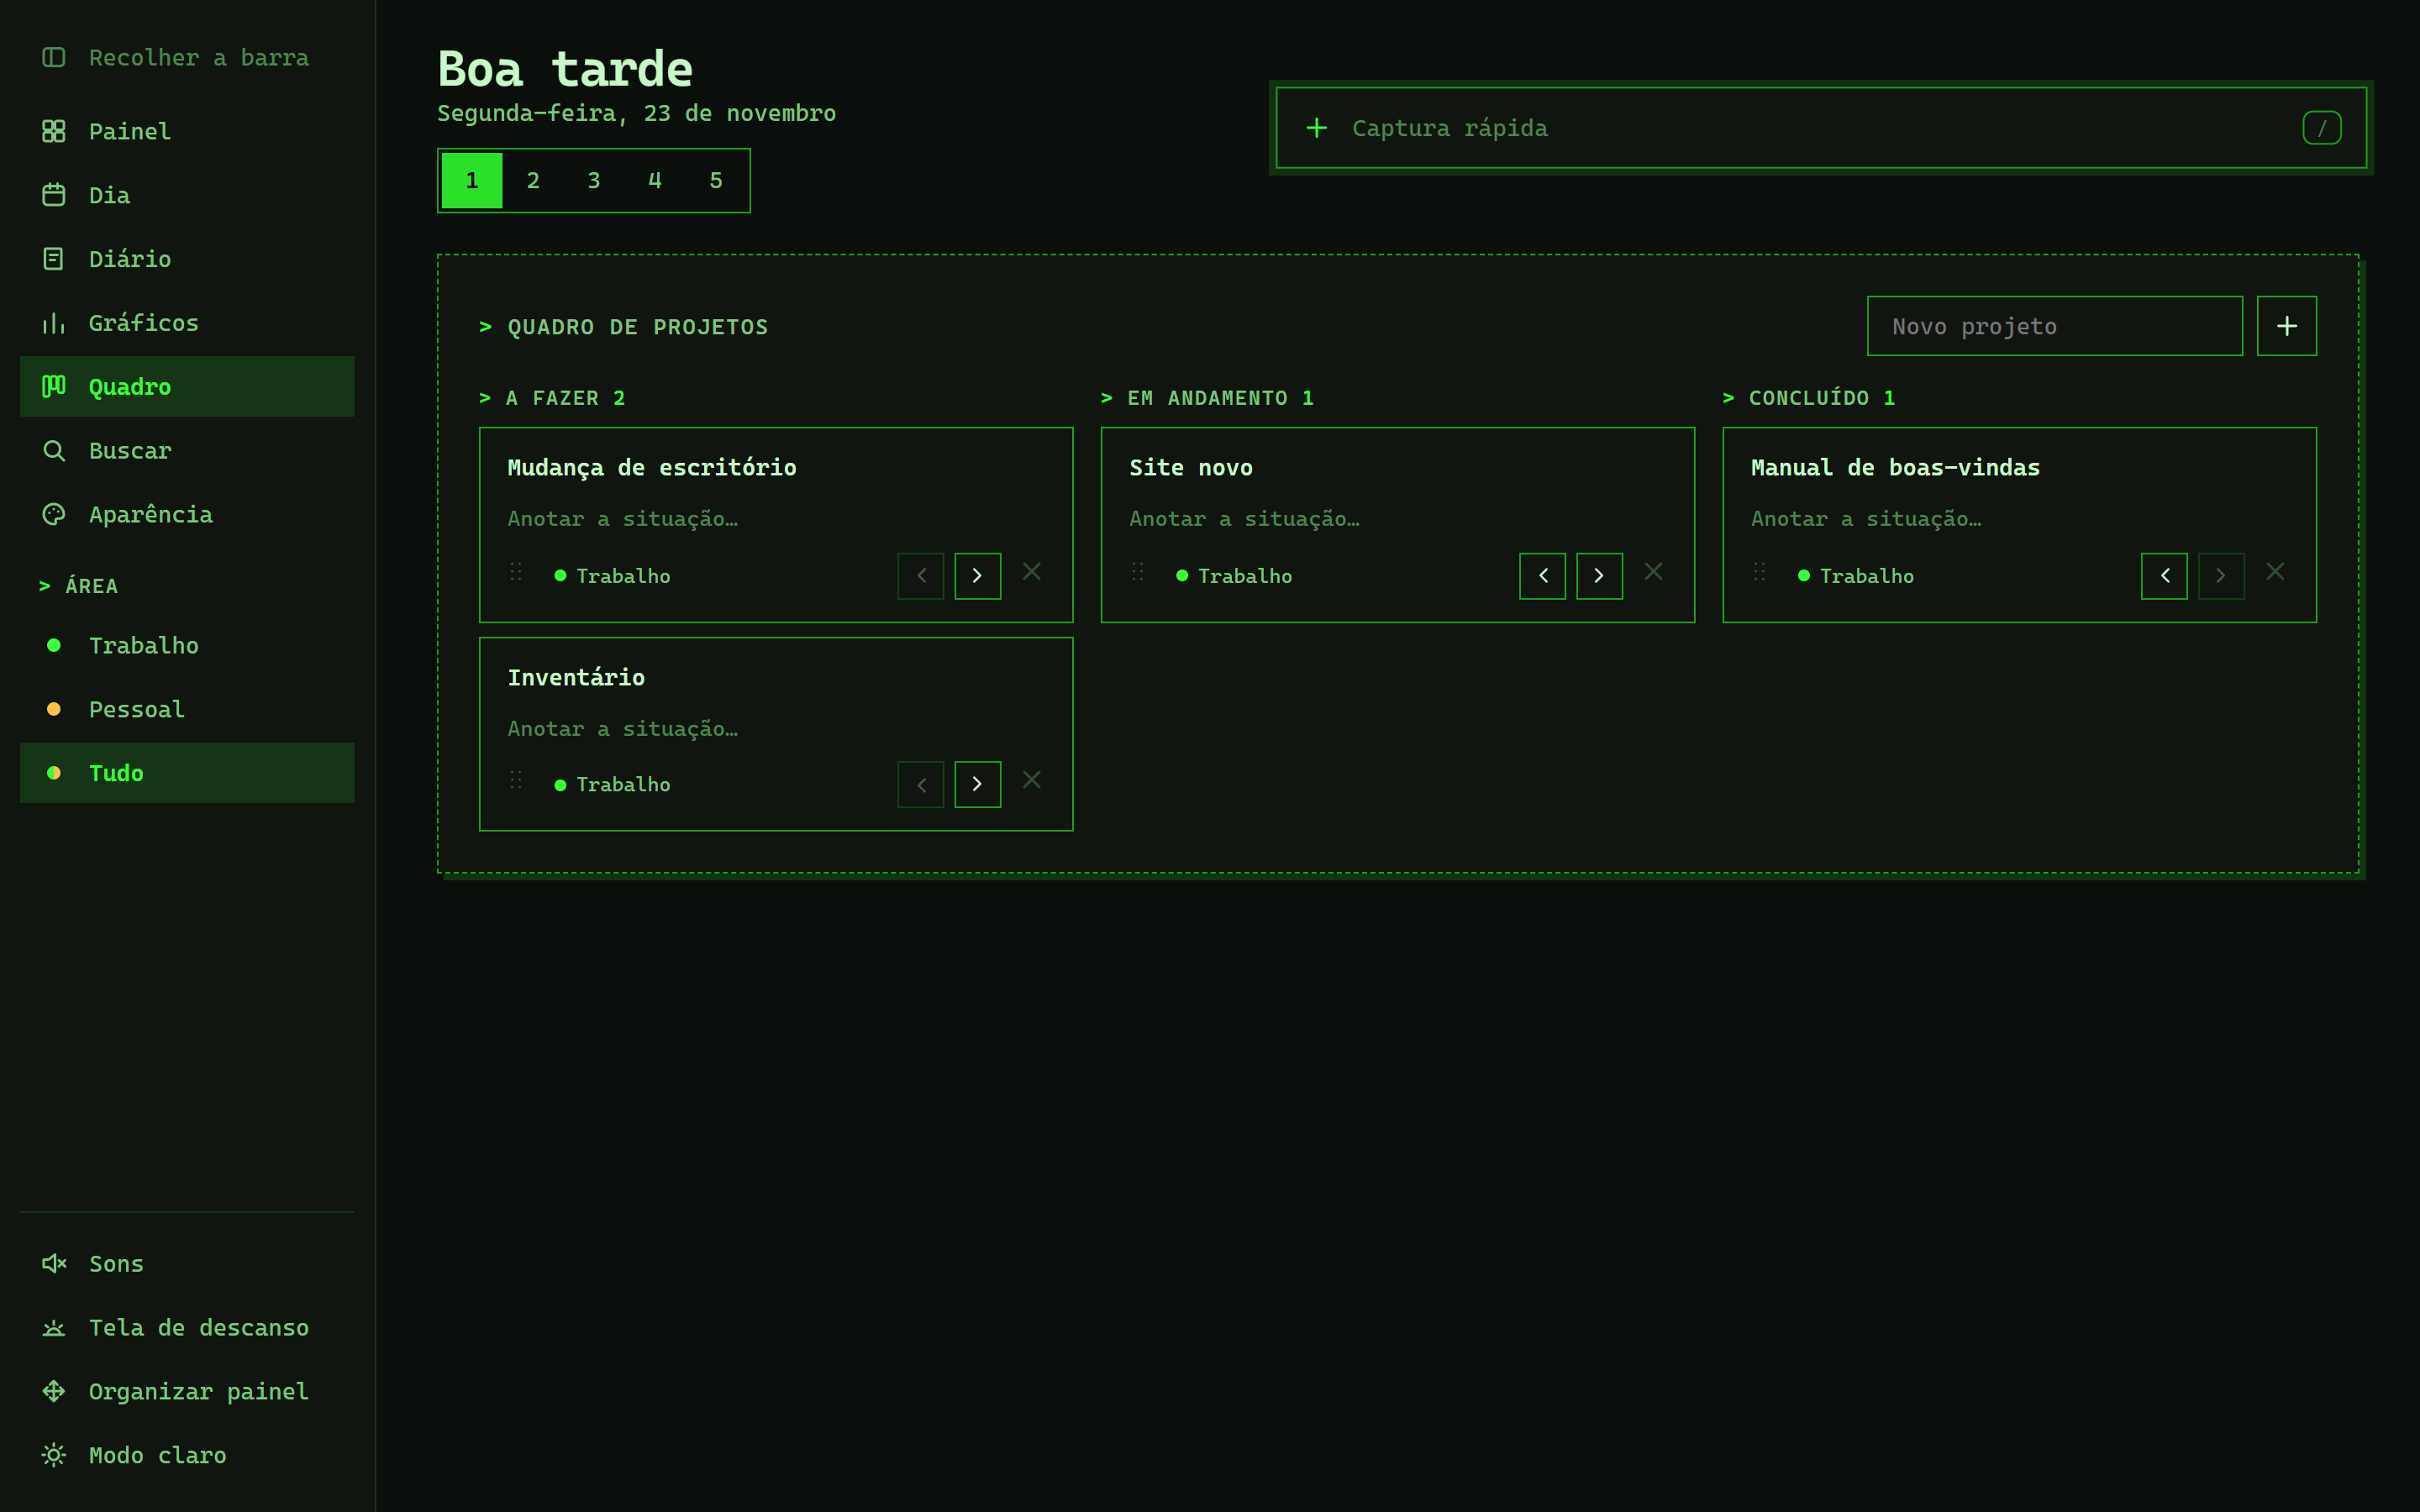 Recolher a barra
Painel
Dia
Diário
Gráficos
Quadro
Buscar
Aparência
> ÁREA
Trabalho
Pessoal
Tudo
Sons
Tela de descanso
Organizar painel
Modo claro
Boa tarde
Segunda-feira, 23 de novembro
1 2 3 4 5
+ Captura rápida /
> QUADRO DE PROJETOS
Novo projeto +
> A FAZER 2
Mudança de escritório
Anotar a situação…
Trabalho
Inventário
Anotar a situação…
Trabalho
> EM ANDAMENTO 1
Site novo
Anotar a situação…
Trabalho
> CONCLUÍDO 1
Manual de boas-vindas
Anotar a situação…
Trabalho